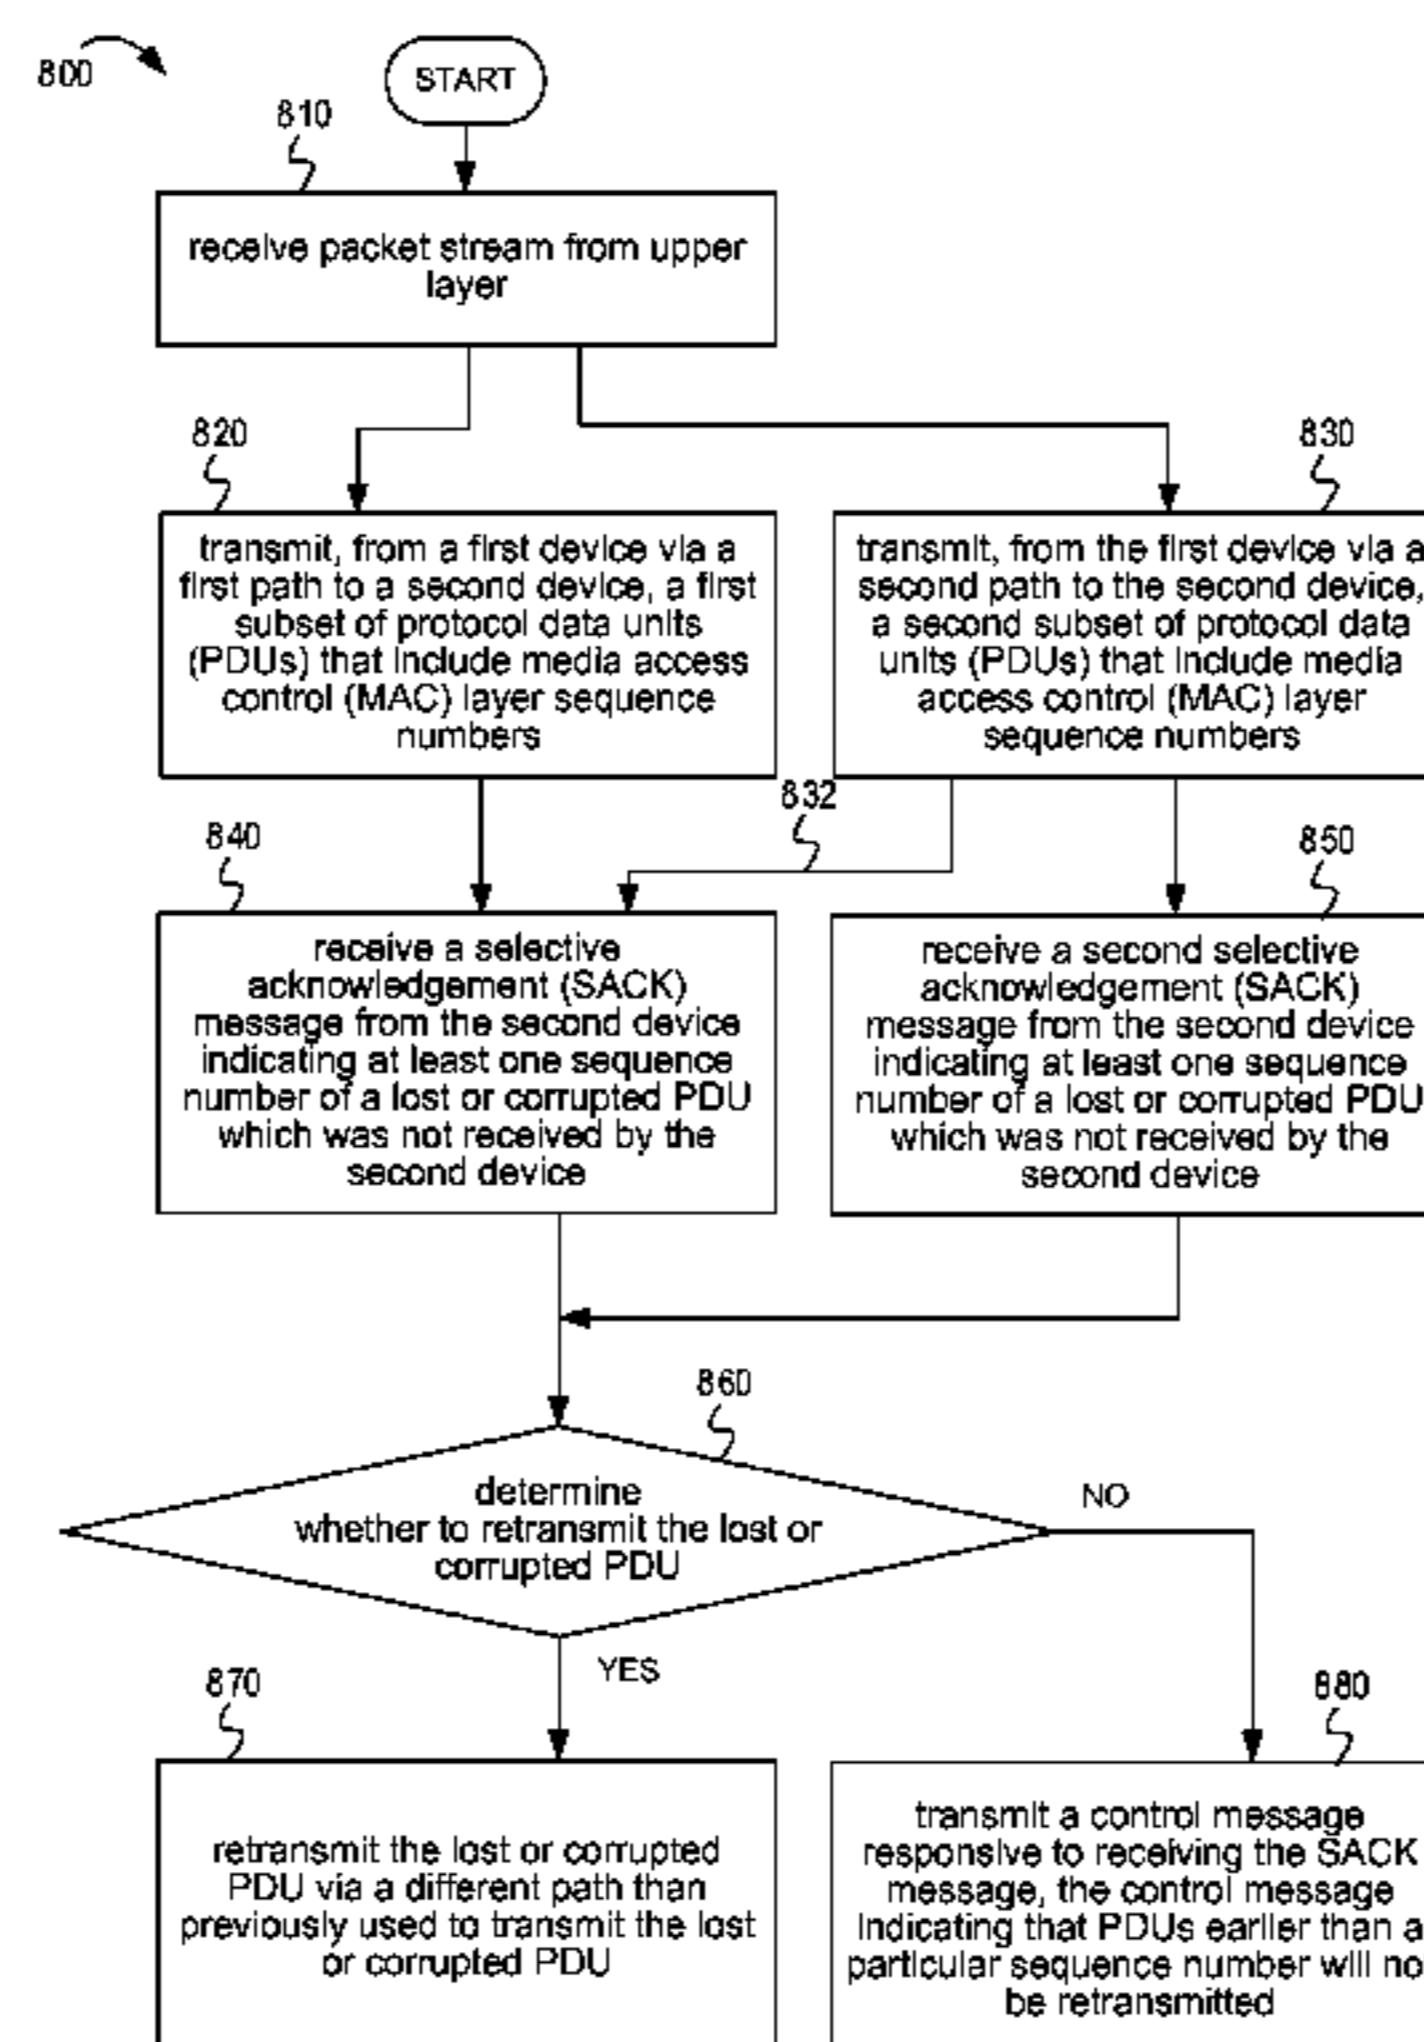 800
START
810
receive packet stream from upper
layer
820
830
transmit, from a first device via a
first path to a second device, a first
subset of protocol data units
(PDUs) that include media access
control (MAC) layer sequence
numbers
transmit, from the first device via a
second path to the second device,
a second subset of protocol data
units (PDUs) that include media
access control (MAC) layer
sequence numbers
832
840
850
receive a selective
acknowledgement (SACK)
message from the second device
indicating at least one sequence
number of a lost or corrupted PDU
which was not received by the
second device
receive a second selective
acknowledgement (SACK)
message from the second device
indicating at least one sequence
number of a lost or corrupted PDU
which was not received by the
second device
860
determine
whether to retransmit the lost or
corrupted PDU
NO
YES
870
880
retransmit the lost or corrupted
PDU via a different path than
previously used to transmit the lost
or corrupted PDU
transmit a control message
responsive to receiving the SACK
message, the control message
indicating that PDUs earlier than a
particular sequence number will no
be retransmitted